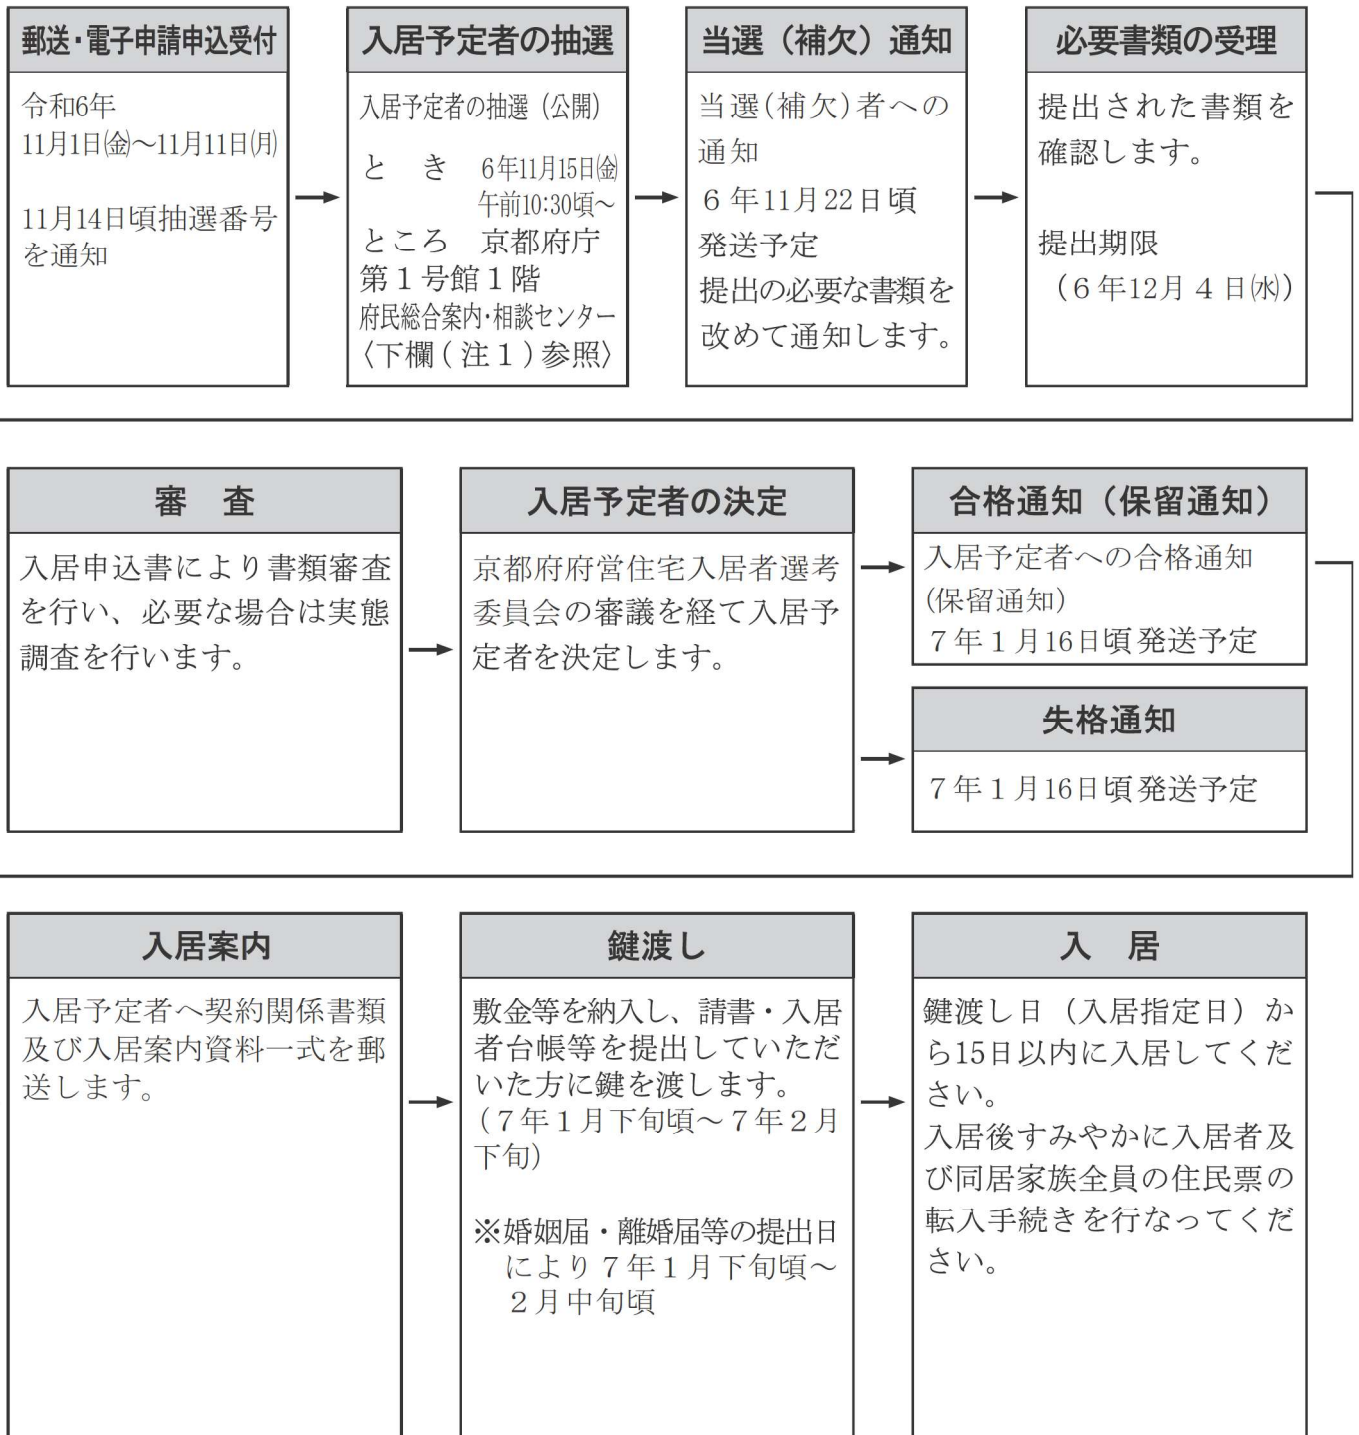 郵送・電子申請申込受付
令和6年
11月1日㈮～11月11日㈪
11月14日頃抽選番号
を通知
入居予定者の抽選
入居予定者の抽選（公開）
と　き　6年11月15日㈮
午前10:30頃～
ところ　京都府庁
第１号館１階
府民総合案内・相談センター
〈下欄(注１)参照〉
当選（補欠）通知
当選(補欠)者への
通知
６年11月22日頃
発送予定
提出の必要な書類を
改めて通知します。
必要書類の受理
提出された書類を
確認します。
提出期限
（６年12月４日㈬）
審　査
入居申込書により書類審査
を行い、必要な場合は実態
調査を行います。
入居予定者の決定
京都府府営住宅入居者選考
委員会の審議を経て入居予
定者を決定します。
合格通知（保留通知）
入居予定者への合格通知
(保留通知)
７年１月16日頃発送予定
失格通知
７年１月16日頃発送予定
入居案内
入居予定者へ契約関係書類
及び入居案内資料一式を郵
送します。
鍵渡し
敷金等を納入し、請書・入居
者台帳等を提出していただ
いた方に鍵を渡します。
(７年１月下旬頃～７年２月
下旬)
※婚姻届・離婚届等の提出日
により７年１月下旬頃～
２月中旬頃
入　居
鍵渡し日（入居指定日）か
ら15日以内に入居してくだ
さい。
入居後すみやかに入居者及
び同居家族全員の住民票の
転入手続きを行なってくだ
さい。